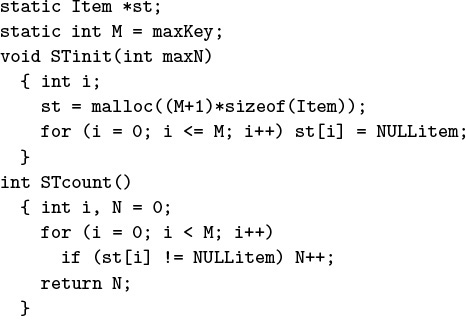 static Item *st;
static int M = maxKey;
void STinit(int maxN)
  { int i;
    st = malloc((M+1)*sizeof(Item));
    for (i = 0; i <= M; i++) st[i] = NULLitem;
  }
int STcount()
  { int i, N = 0;
    for (i = 0; i < M; i++)
      if (st[i] != NULLitem) N++;
    return N;
  }